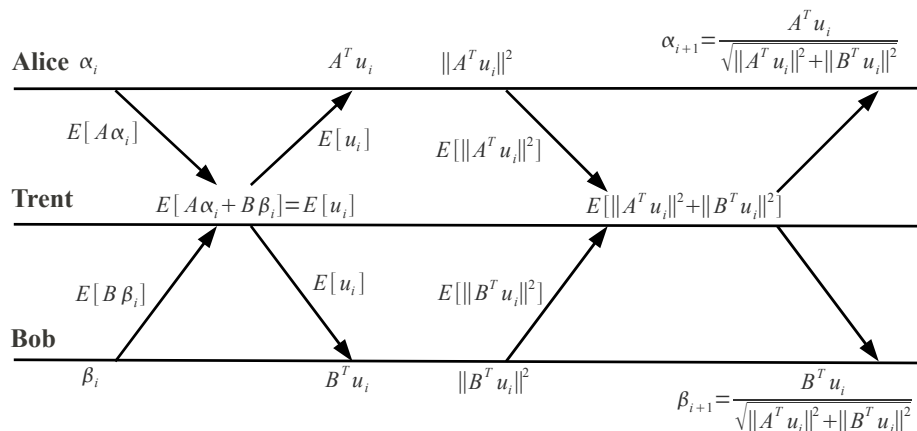 Alice α_i A^T u_i ||A^T u_i||^2 α_{i+1} = A^T u_i / √(||A^T u_i||^2 + ||B^T u_i||^2)
E[Aα_i] E[u_i] E[||A^T u_i||^2]
Trent E[Aα_i + Bβ_i] = E[u_i] E[||A^T u_i||^2 + ||B^T u_i||^2]
E[Bβ_i] E[u_i] E[||B^T u_i||^2]
Bob
β_i B^T u_i ||B^T u_i||^2 β_{i+1} = B^T u_i / √(||A^T u_i||^2 + ||B^T u_i||^2)